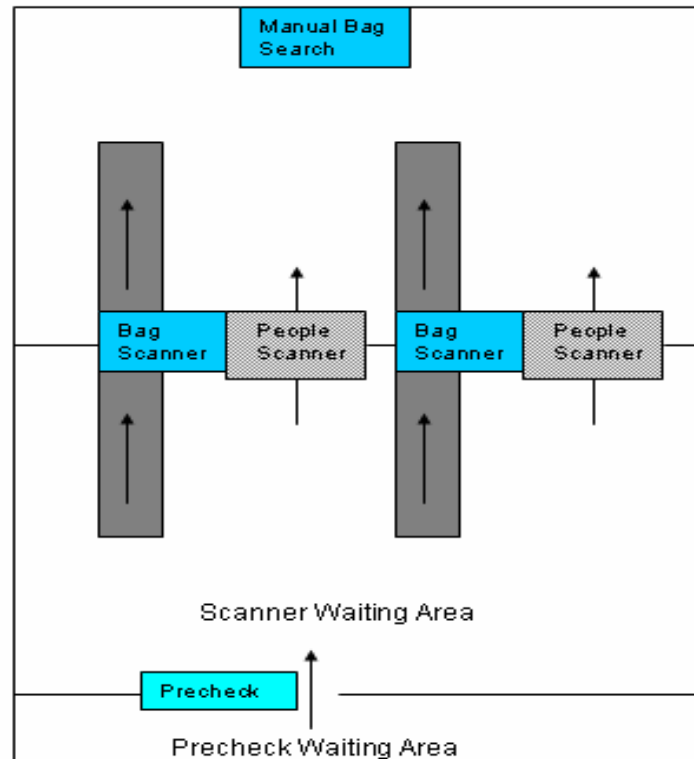 Manual Bag
Search
Bag
Scanner
People
Scanner
Bag
Scanner
People
Scanner
Scanner Waiting Area
Precheck
Precheck Waiting Area